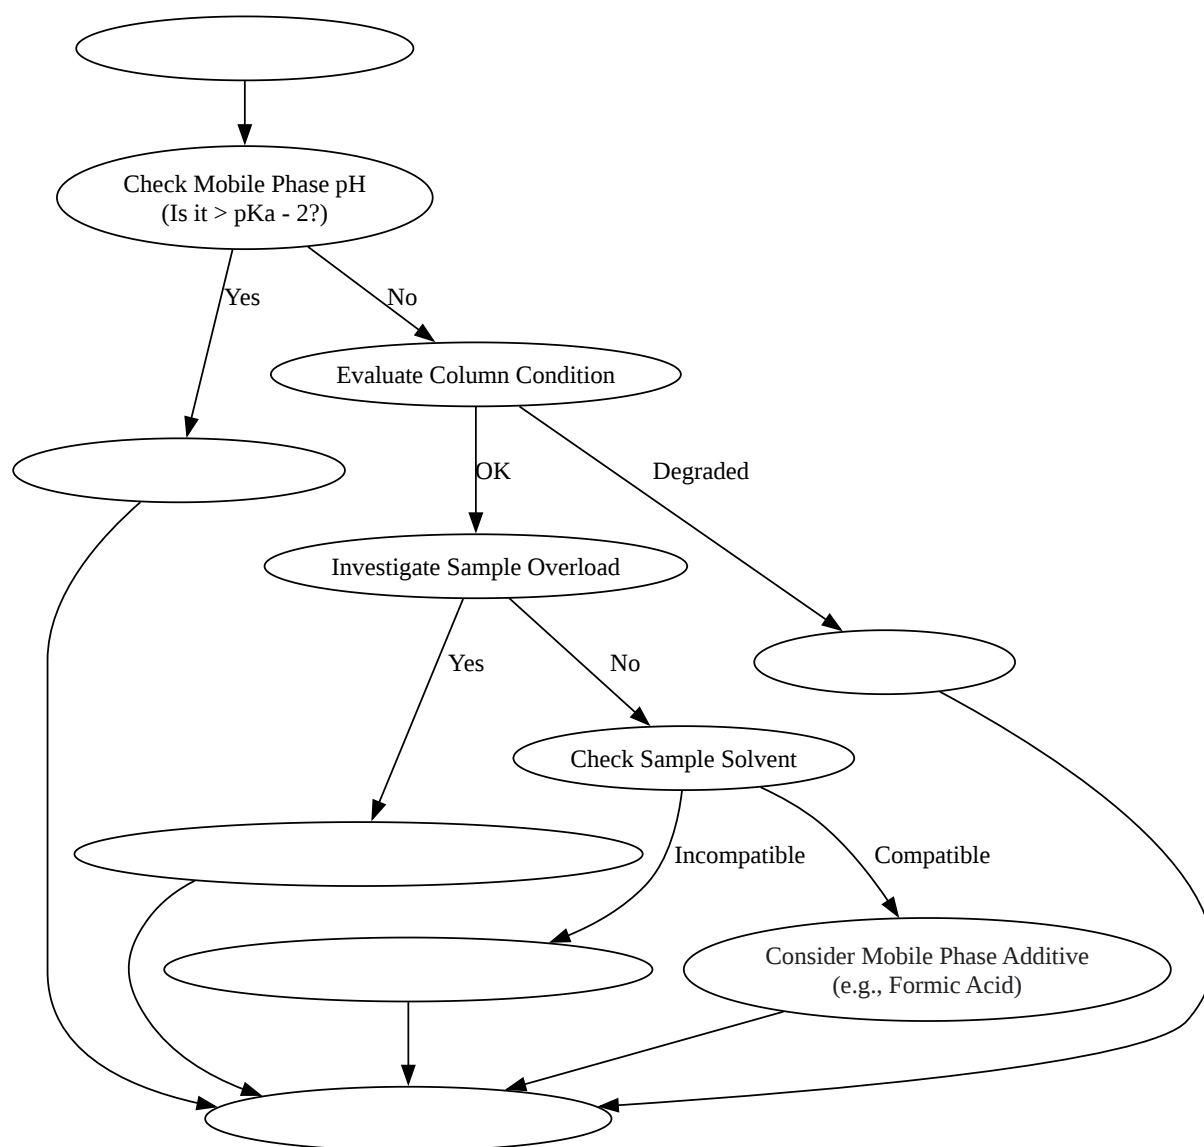 Check Mobile Phase pH
(Is it > pKa - 2?)
Yes
No
Evaluate Column Condition
OK
Degraded
Investigate Sample Overload
Yes
No
Check Sample Solvent
Incompatible
Compatible
Consider Mobile Phase Additive
(e.g., Formic Acid)